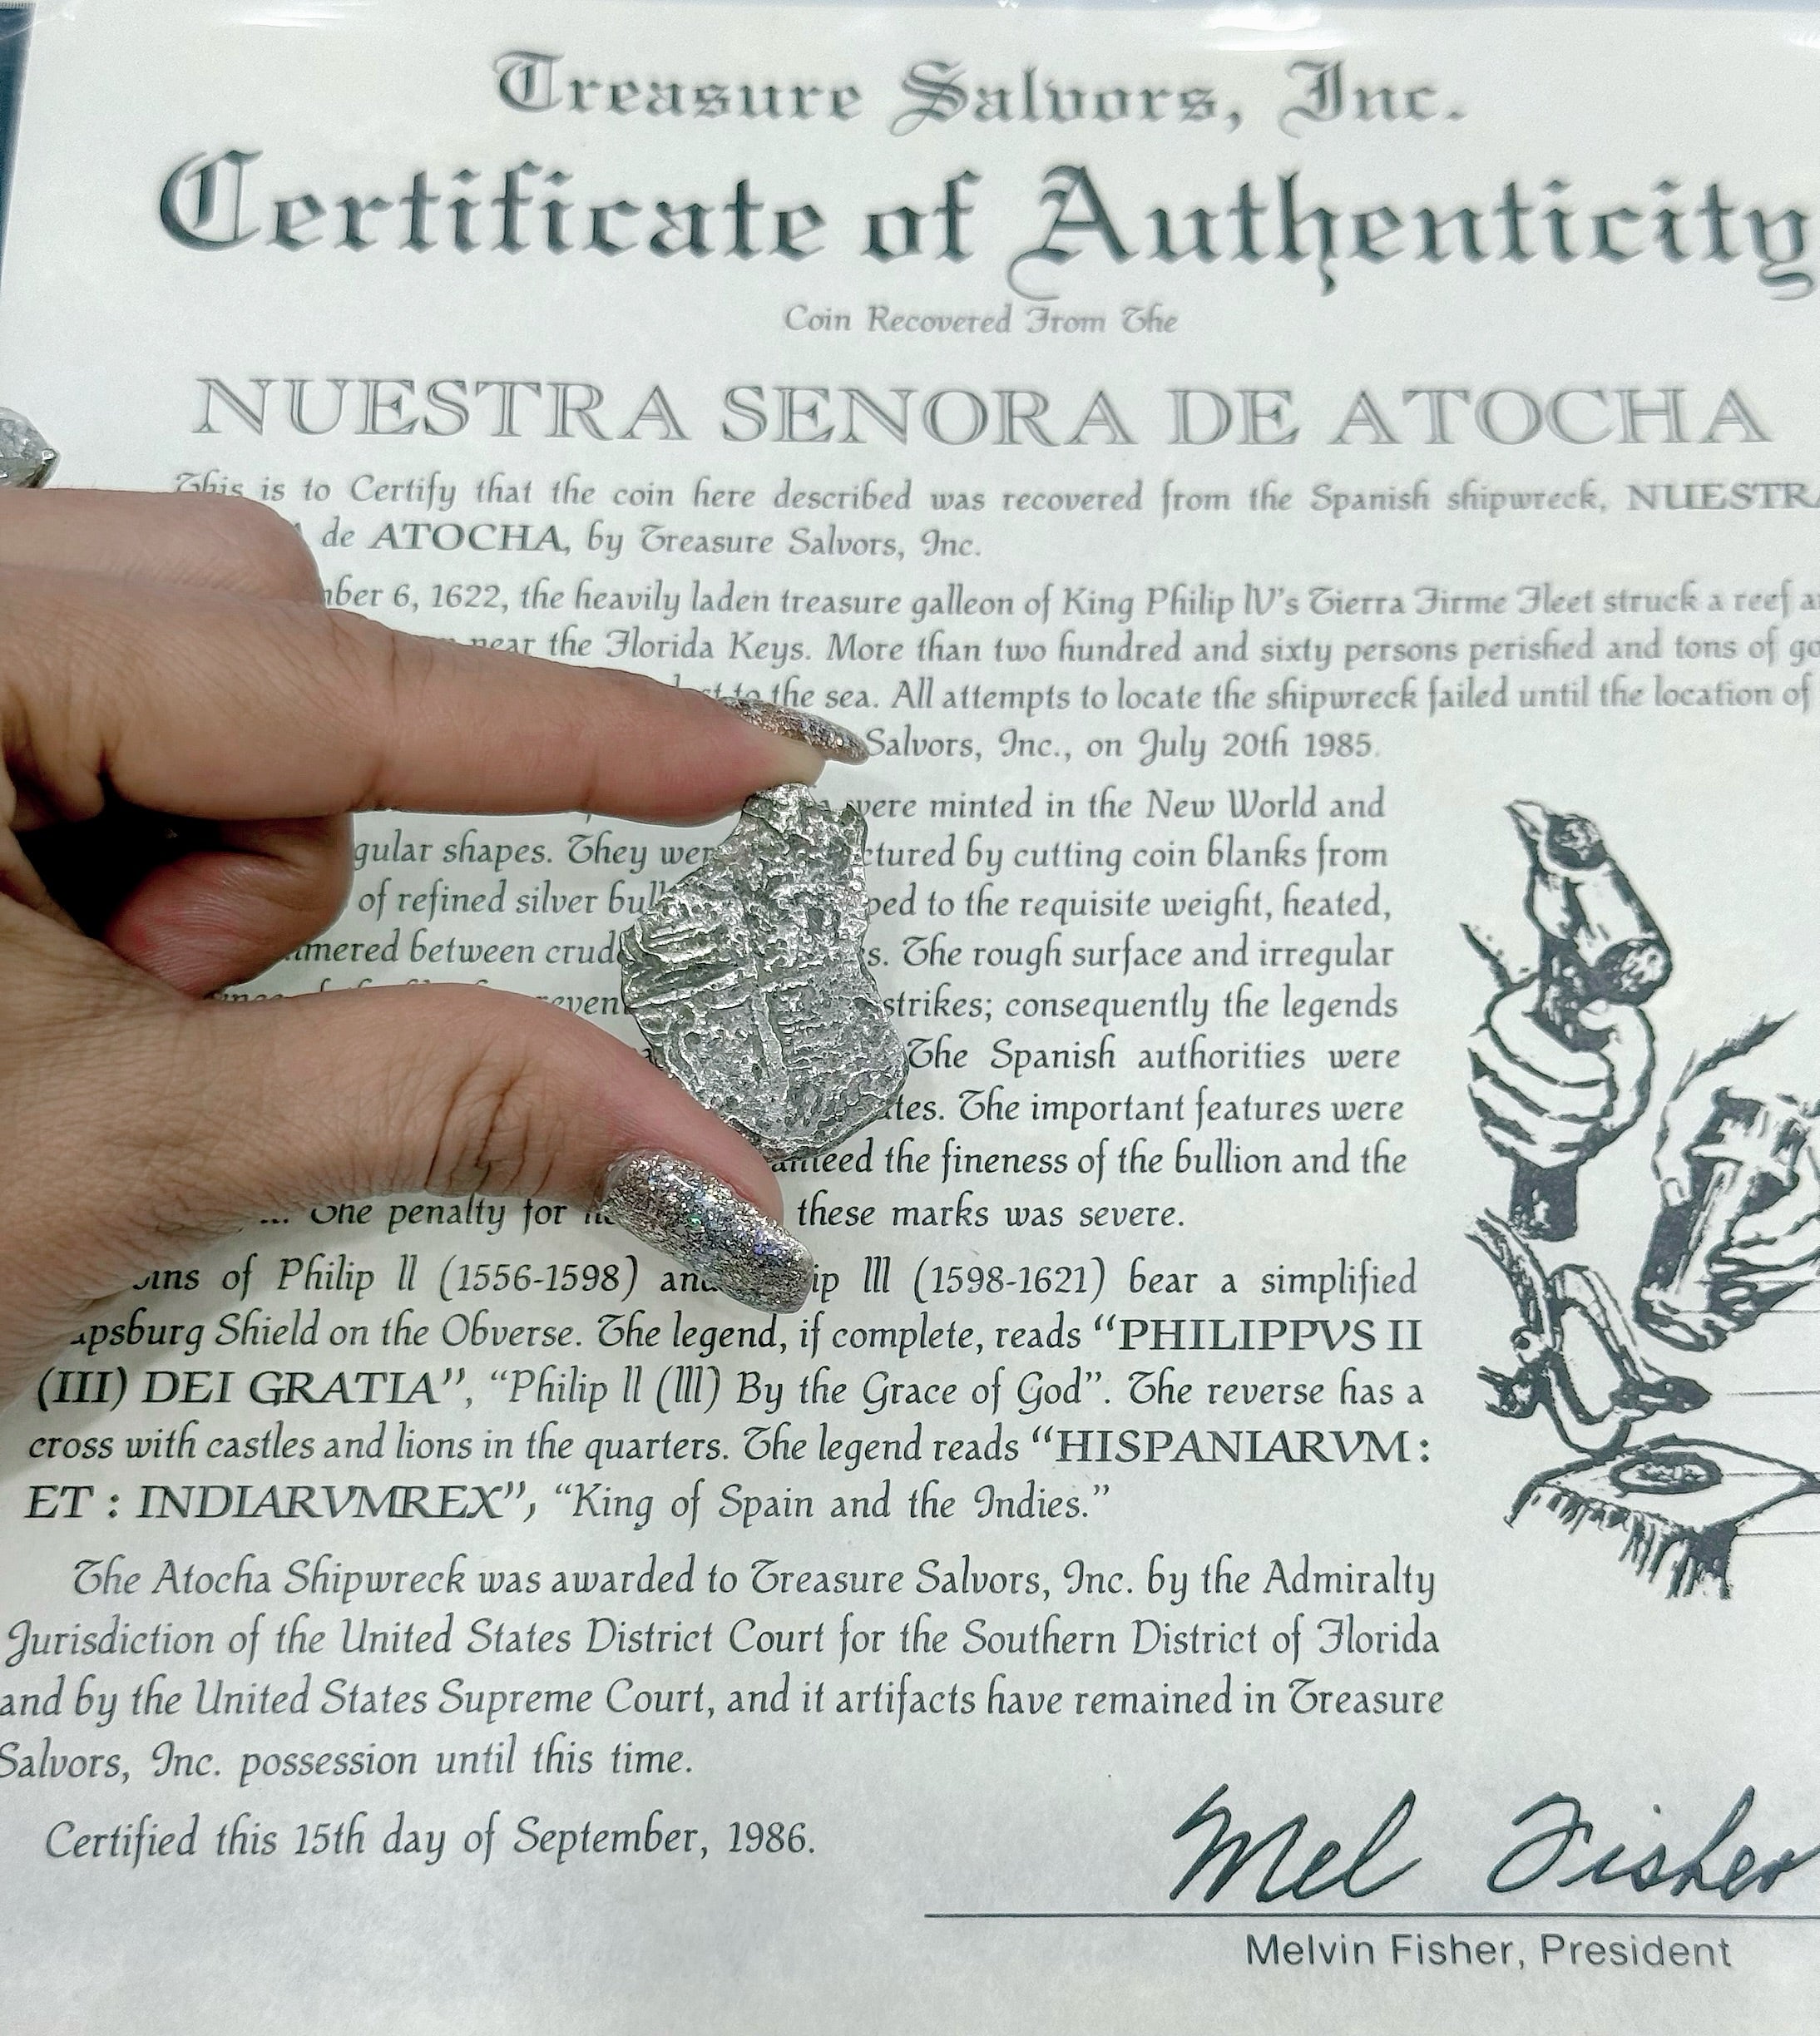 Treasure Salvors, Inc.
Certificate of Authenticity
Coin Recovered From The
NUESTRA SENORA DE ATOCHA
This is to Certify that the coin here described was recovered from the Spanish shipwreck,
de ATOCHA, by Treasure Salvors, Inc.
6, 1622, the heavily laden treasure galleon of King Philip IV's Tierra Firme Fleet struck a reef
near the Florida Keys. More than two hundred and sixty persons perished and tons of
to the sea. All attempts to locate the shipwreck failed until the location of
Salvors, Inc., on July 20th 1985.
were minted in the New World and
shapes. They cutting coin blanks from
of refined silver to the requisite weight, heated,
between The rough surface and irregular
strikes; consequently the legends
The Spanish authorities were
The important features were
the fineness of the bullion and the
One penalty for these marks was severe.
of Philip II (1556-1598) III (1598-1621) bear a simplified
Shield on the Obverse. The legend, if complete, reads “PHILIPPVS II
(III) DEI GRATIA”, “Philip II (III) By the Grace of God”. The reverse has a
cross with castles and lions in the quarters. The legend reads “HISPANIARVM :
ET : INDIARVMREX”, “King of Spain and the Indies.”
The Atocha Shipwreck was awarded to Treasure Salvors, Inc. by the Admiralty
Jurisdiction of the United States District Court for the Southern District of Florida
and by the United States Supreme Court, and it artifacts have remained in Treasure
Salvors, Inc. possession until this time.
Certified this 15th day of September, 1986.
Mel Fisher
Melvin Fisher, President